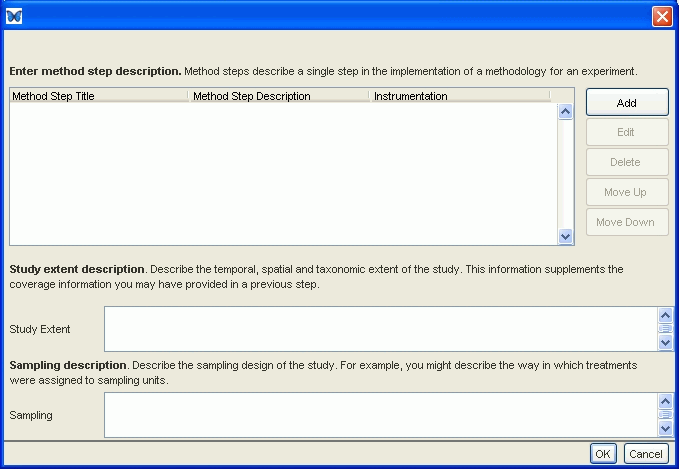 Enter method step description. Method steps describe a single step in the implementation of a methodology for an experiment.
Method Step Title Method Step Description Instrumentation
Add
Edit
Delete
Move Up
Move Down
Study extent description. Describe the temporal, spatial and taxonomic extent of the study. This information supplements the
coverage information you may have provided in a previous step.
Study Extent
Sampling description. Describe the sampling design of the study. For example, you might describe the way in which treatments
were assigned to sampling units.
Sampling
OK Cancel